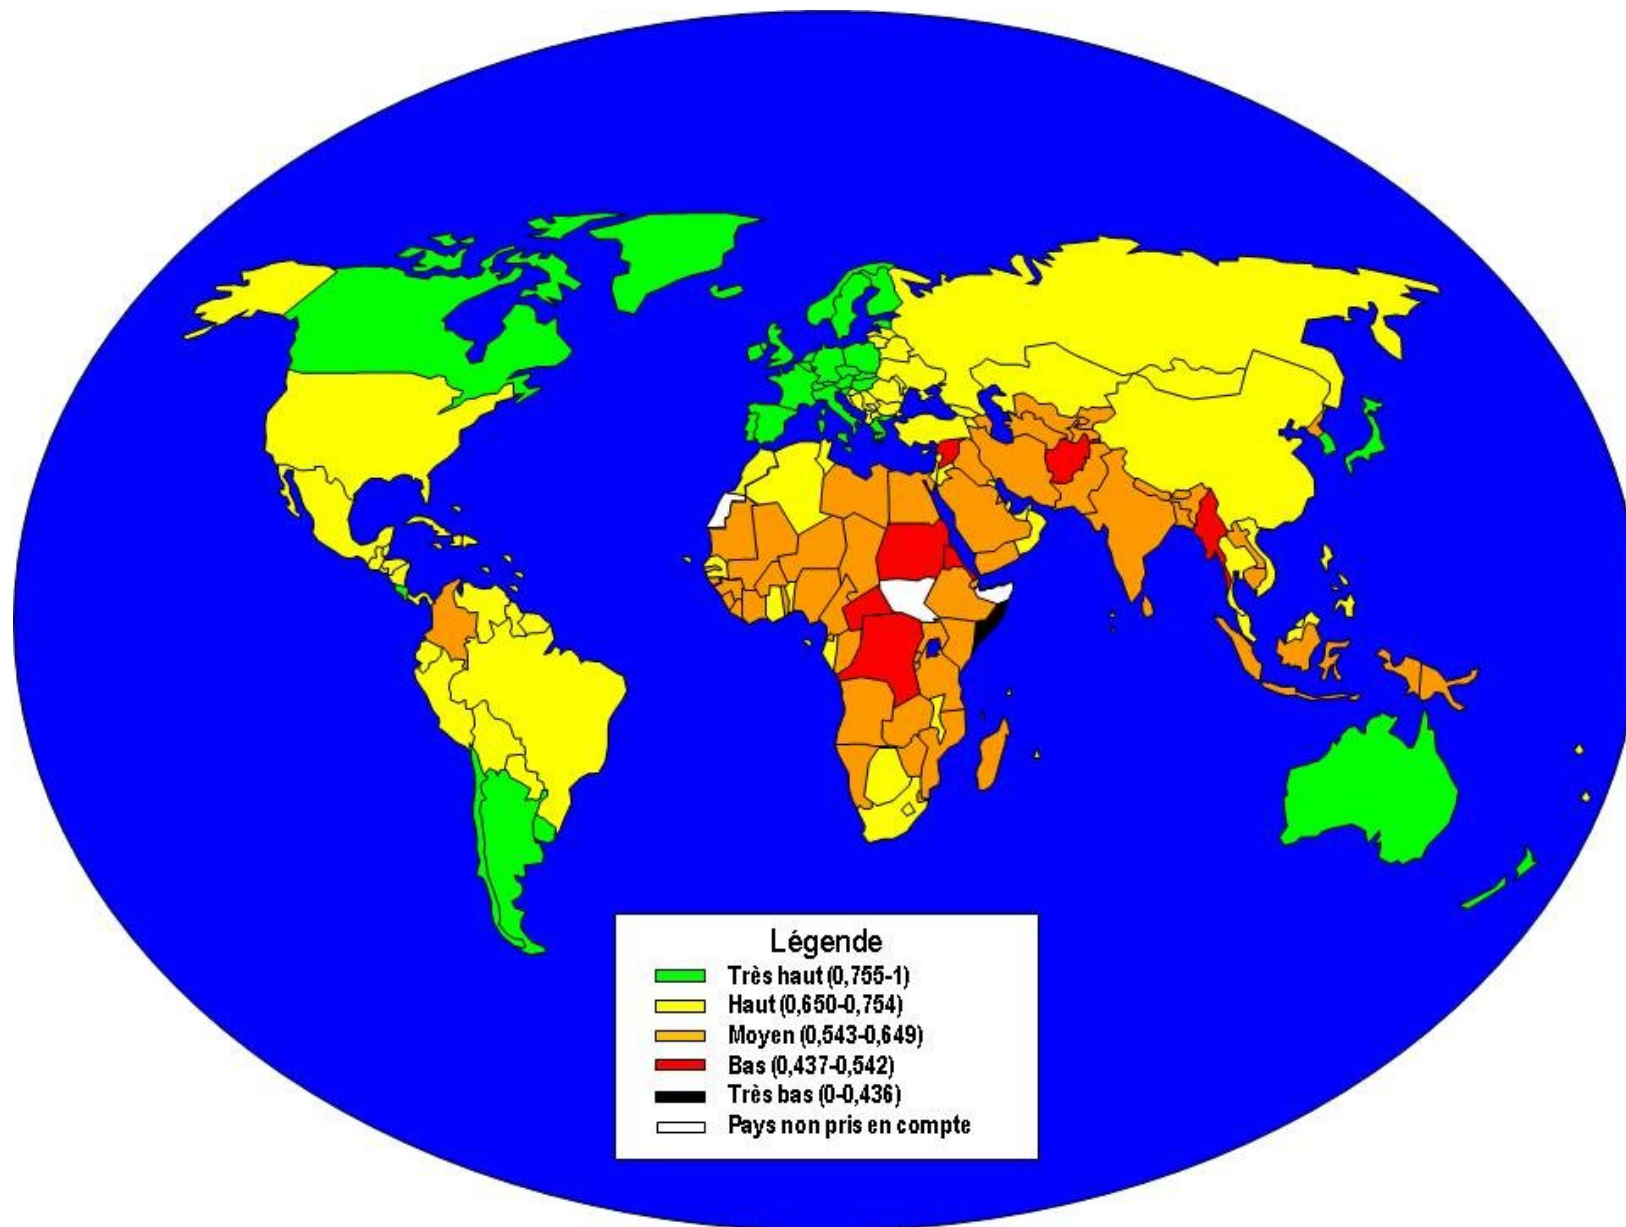 Légende
Très haut (0,755-1)
Haut (0,650-0,754)
Moyen (0,543-0,649)
Bas (0,437-0,542)
Très bas (0-0,436)
Pays non pris en compte